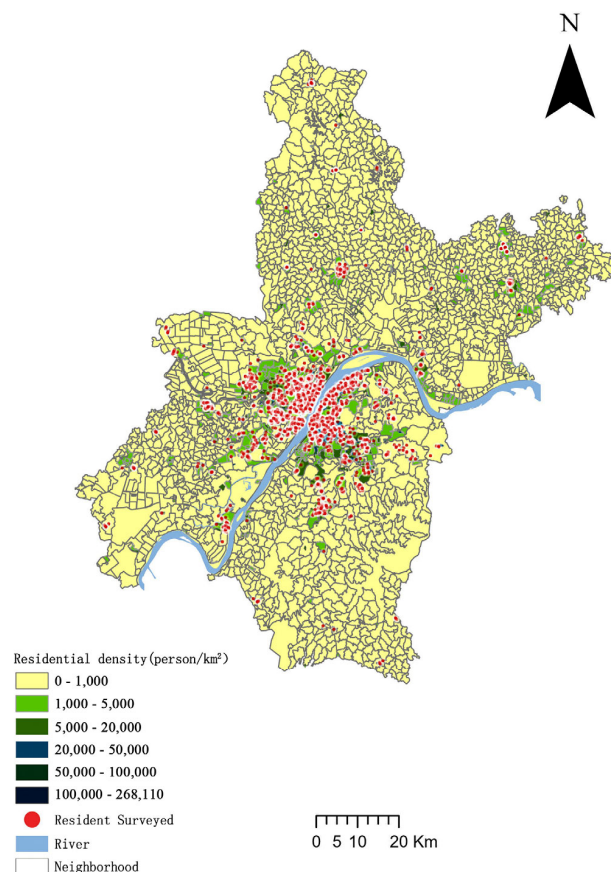 N
Residential density(person/km²)
0 - 1,000
1,000 - 5,000
5,000 - 20,000
20,000 - 50,000
50,000 - 100,000
100,000 - 268,110
Resident Surveyed
River
Neighborhood
0 5 10 20 Km